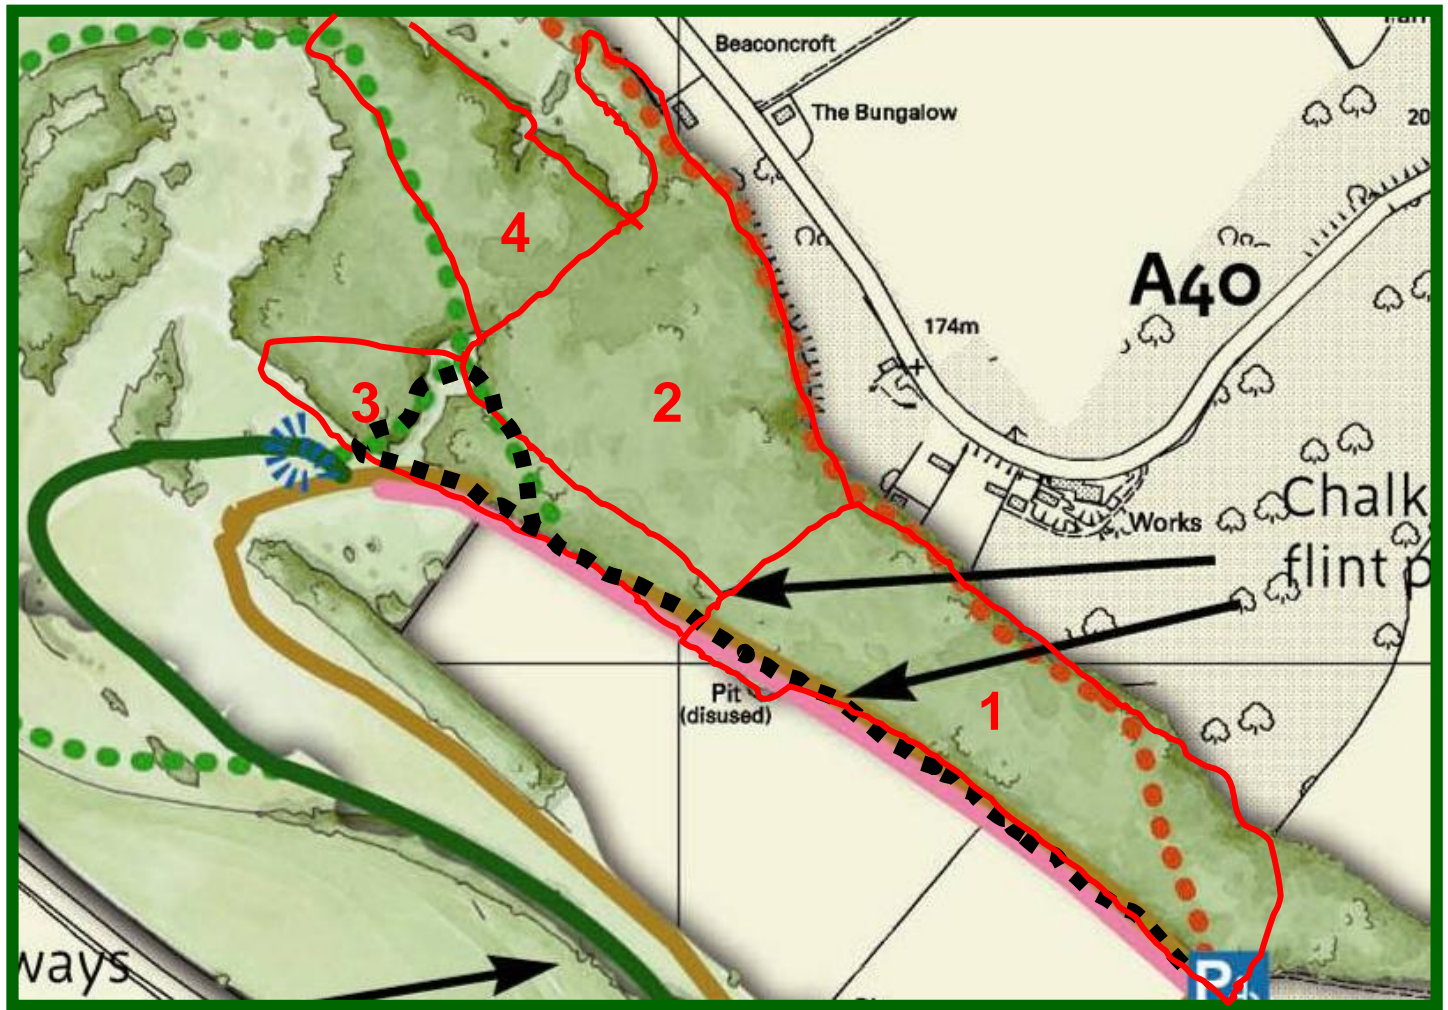 Beaconcroft
The Bungalow
20
4
A40
174m
3
2
Chalk
Works
flint p
Pit
(disused)
1
ways
P